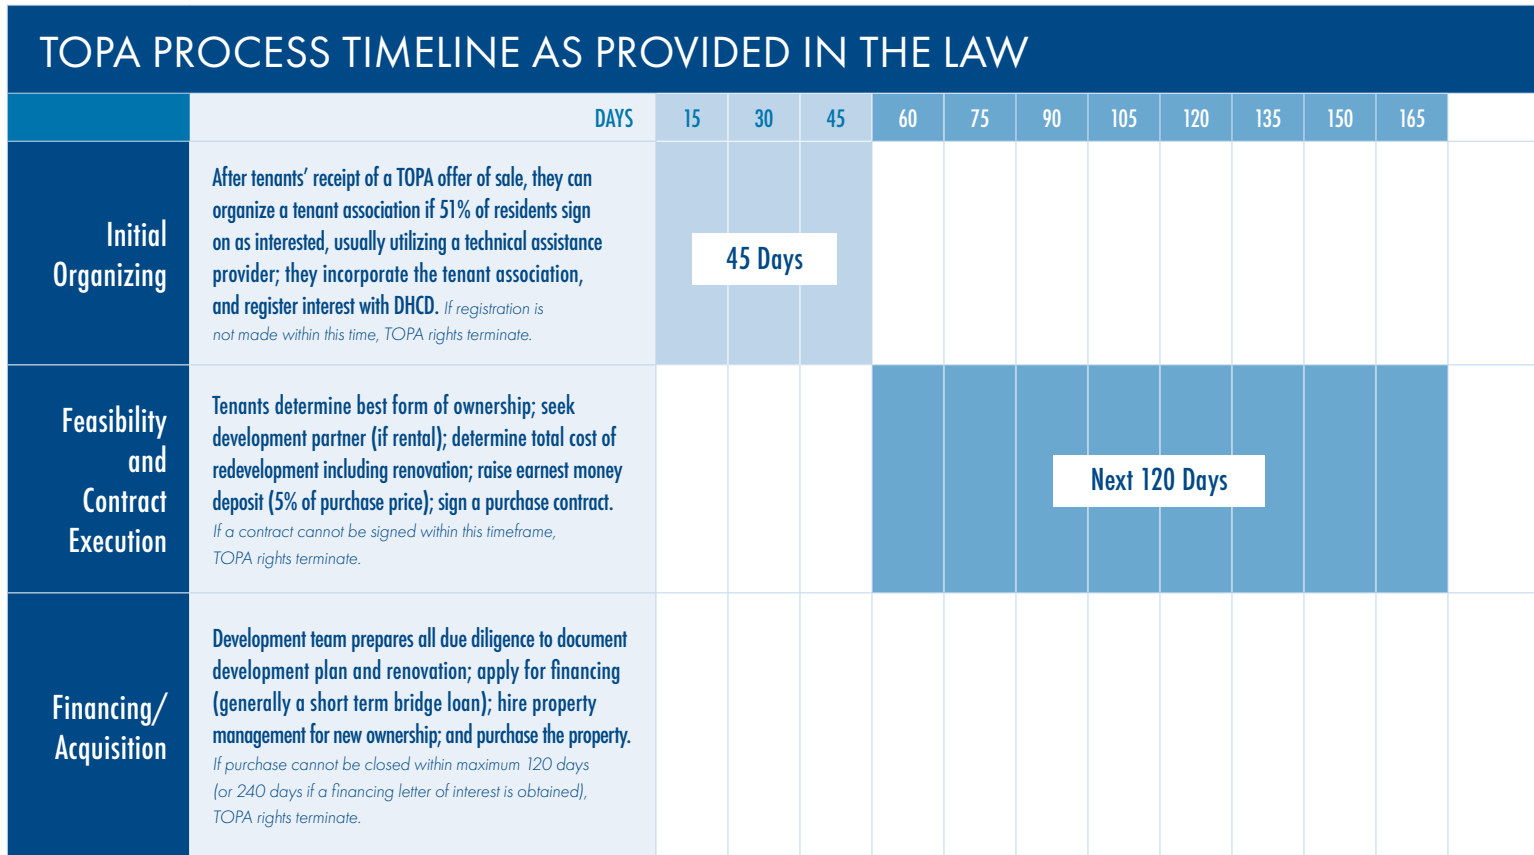 TOPA PROCESS TIMELINE AS PROVIDED IN THE LAW
DAYS 15 30 45 60 75 90 105 120 135 150 165
Initial
Organizing
After tenants’ receipt of a TOPA offer of sale, they can
organize a tenant association if 51% of residents sign
on as interested, usually utilizing a technical assistance
provider; they incorporate the tenant association,
and register interest with DHCD. If registration is
not made within this time, TOPA rights terminate.
45 Days
Feasibility
and
Contract
Execution
Tenants determine best form of ownership; seek
development partner (if rental); determine total cost of
redevelopment including renovation; raise earnest money
deposit (5% of purchase price); sign a purchase contract.
If a contract cannot be signed within this timeframe,
TOPA rights terminate.
Next 120 Days
Financing/
Acquisition
Development team prepares all due diligence to document
development plan and renovation; apply for financing
(generally a short term bridge loan); hire property
management for new ownership; and purchase the property.
If purchase cannot be closed within maximum 120 days
(or 240 days if a financing letter of interest is obtained),
TOPA rights terminate.